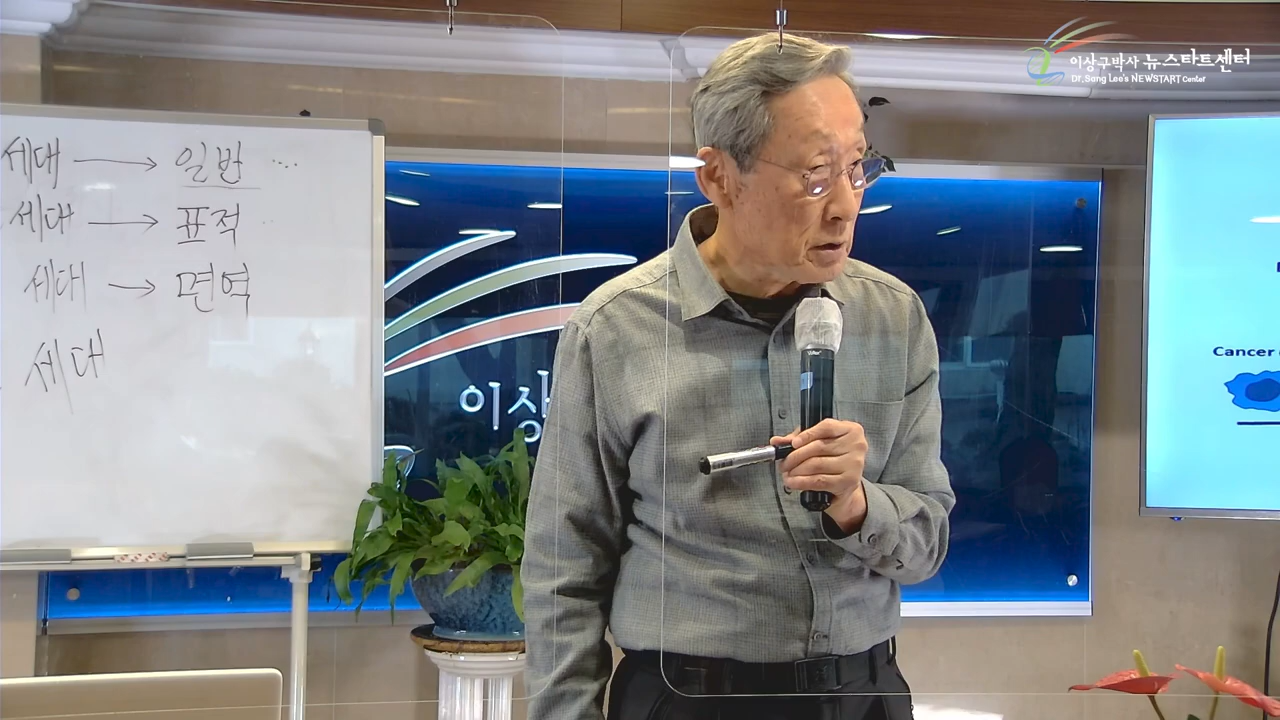 이상구박사 뉴스타트센터
Dr. Sang Lee's NEWSTART Center
세대 → 일반 ....
세대 → 표적
세대 → 면역
세대
이상
Cancer